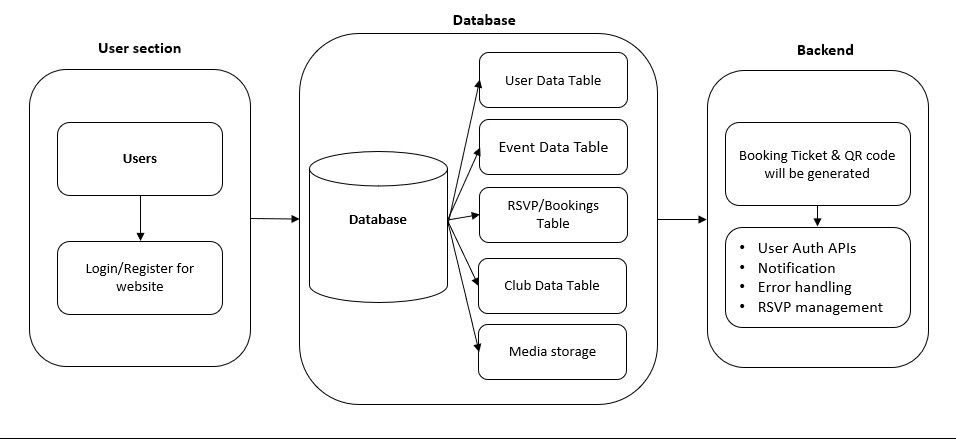 User section
Users
Login/Register for
website
Database
Database
User Data Table
Event Data Table
RSVP/Bookings
Table
Club Data Table
Media storage
Backend
Booking Ticket & QR code
will be generated
• User Auth APIs
• Notification
• Error handling
• RSVP management